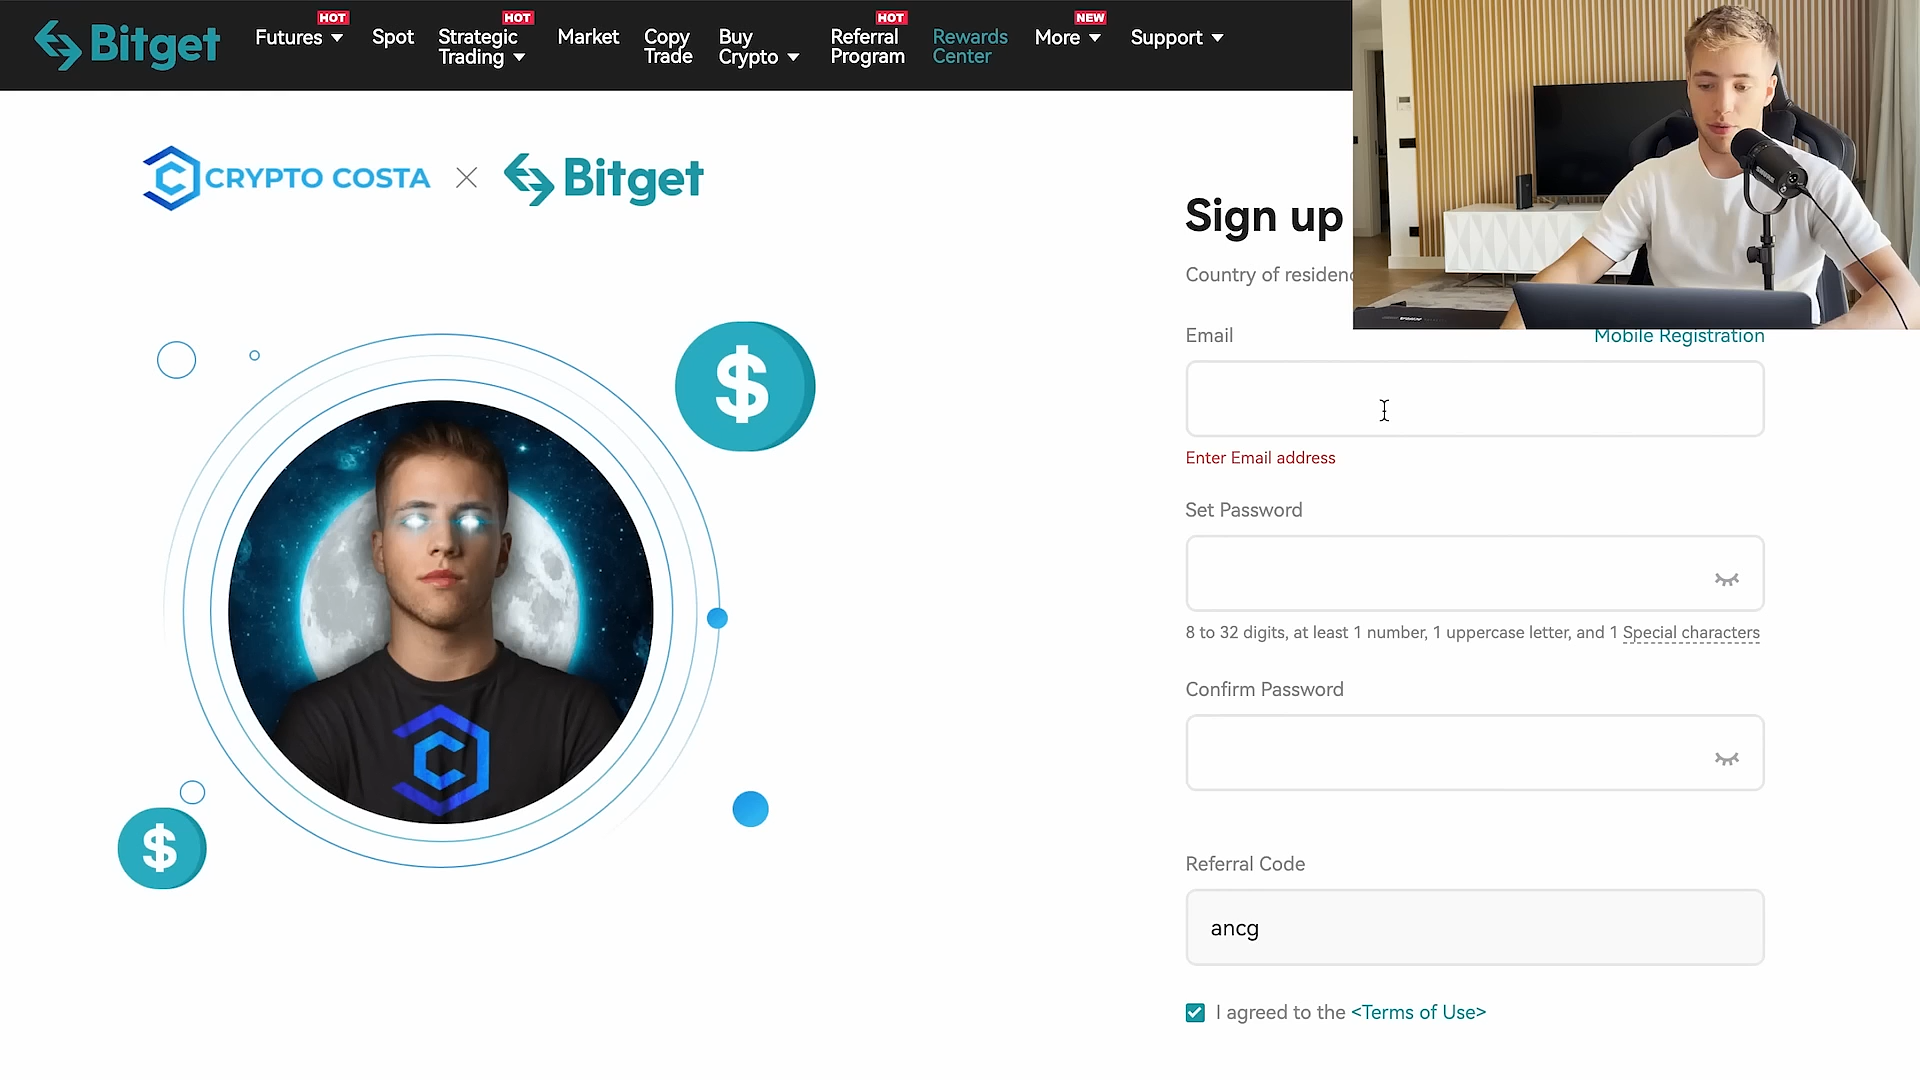 Bitget
HOT
Futures
Spot
HOT
Strategic
Trading
Market
Copy
Trade
Buy
Crypto
HOT
Referral
Program
Rewards
Center
NEW
More
Support
CRYPTO COSTA
Bitget
Sign up
Country of residenc
Email
Mobile Registration
Enter Email address
Set Password
8 to 32 digits, at least 1 number, 1 uppercase letter, and 1 Special characters
Confirm Password
Referral Code
ancg
I agreed to the <Terms of Use>
$
$